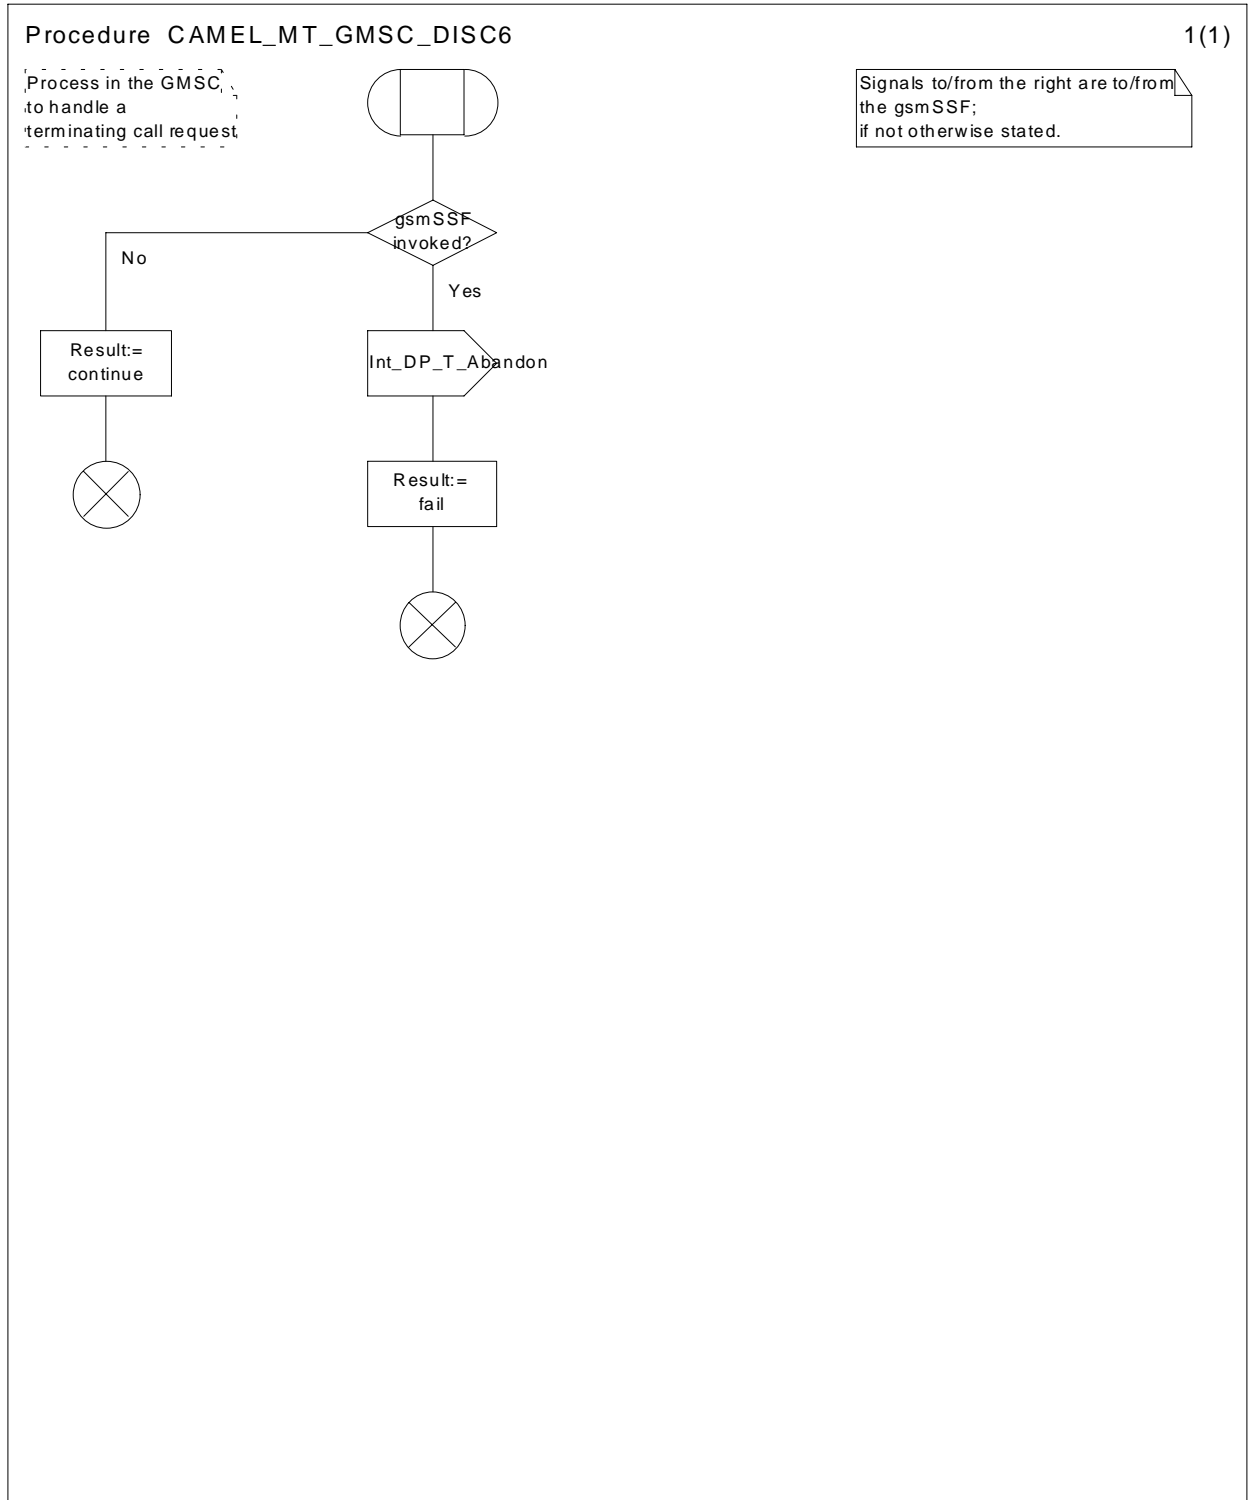 Procedure CAMEL_MT_GMSC_DISC6
1(1)
Process in the GMSC
to handle a
terminating call request
Signals to/from the right are to/from
the gsmSSF;
if not otherwise stated.
gsmSSF
invoked?
No
Yes
Result:=
continue
Int_DP_T_Abandon
Result:=
fail